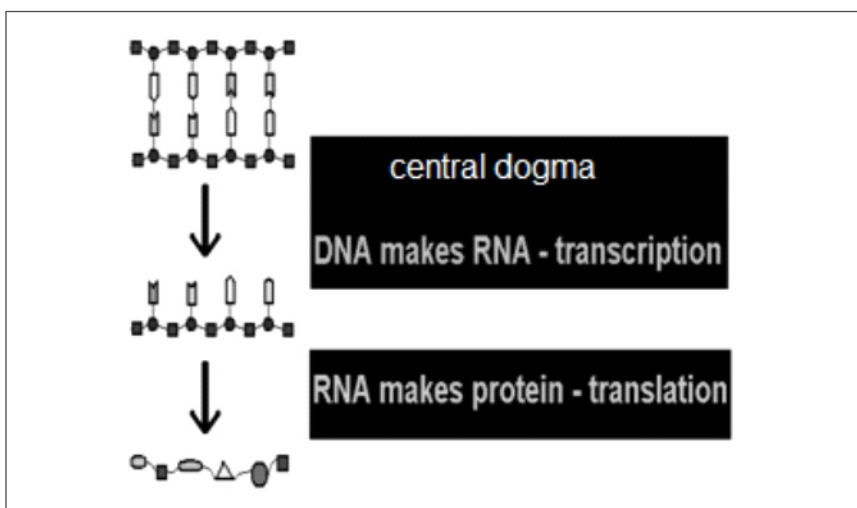 central dogma
DNA makes RNA - transcription
RNA makes protein - translation